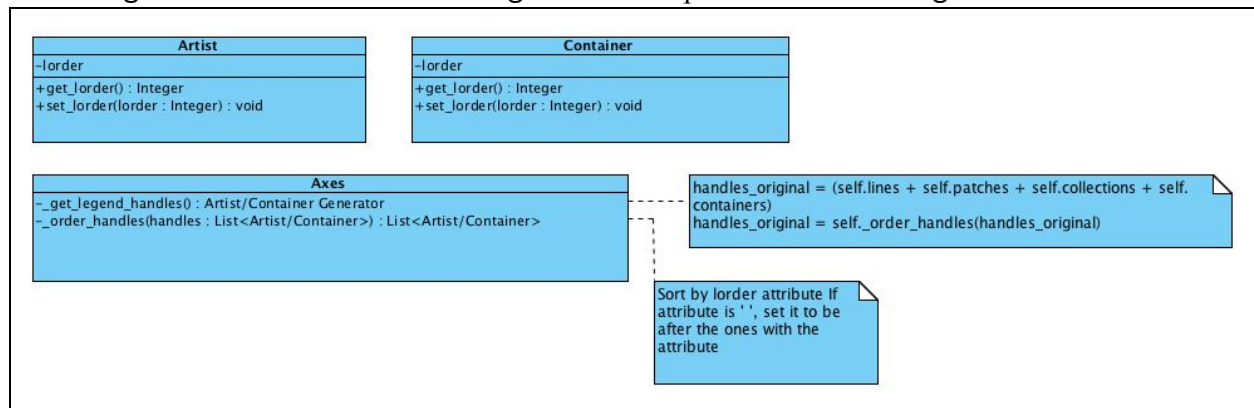 Artist
-lorder
+get_lorder() : Integer
+set_lorder(lorder : Integer) : void
Container
-lorder
+get_lorder() : Integer
+set_lorder(lorder : Integer) : void
Axes
-_get_legend_handles() : Artist/Container Generator
-_order_handles(handles : List<Artist/Container>) : List<Artist/Container>
handles_original = (self.lines + self.patches + self.collections + self.
containers)
handles_original = self._order_handles(handles_original)
Sort by lorder attribute If
attribute is ' ', set it to be
after the ones with the
attribute